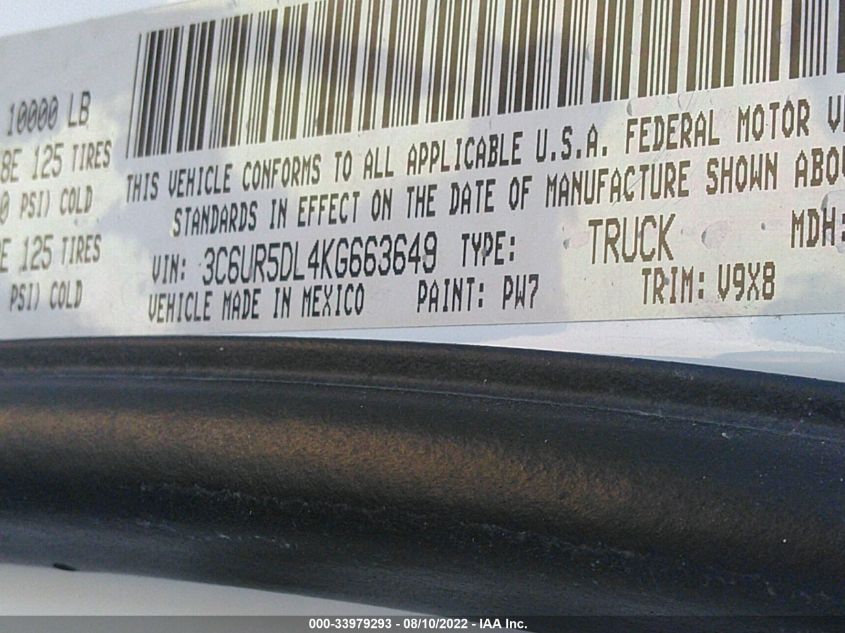 10000 LB
8E 125 TIRES
PSI) COLD
E 125 TIRES
PSI) COLD
THIS VEHICLE CONFORMS TO ALL APPLICABLE U.S.A. FEDERAL MOTOR
STANDARDS IN EFFECT ON THE DATE OF MANUFACTURE SHOWN
VIN: 3C6UR5DL4KG663649 TYPE: TRUCK MDH:
VEHICLE MADE IN MEXICO PAINT: PW7 TRIM: V9X8
000-33979293 - 08/10/2022 - IAA Inc.